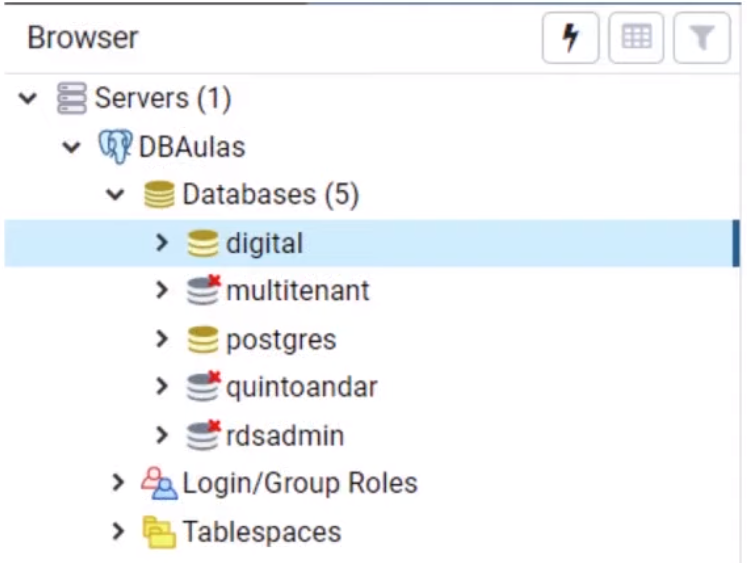 Browser
Servers (1)
DBAulas
Databases (5)
digital
multitenant
postgres
quintoandar
rdsadmin
Login/Group Roles
Tablespaces